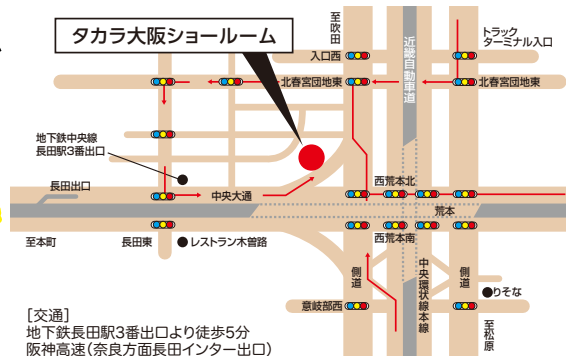 タカラ大阪ショールーム
至吹田
入口西
近畿自動車道
トラック
ターミナル入口
北春宮団地東
北春宮団地東
地下鉄中央線
長田駅3番出口
長田出口
中央大通
西荒本北
荒本
至本町
長田東
レストラン木曽路
西荒本南
側道
中央環状線本線
側道
意岐部西
りそな
至松原
[交通]
地下鉄長田駅3番出口より徒歩5分
阪神高速(奈良方面長田インター出口)